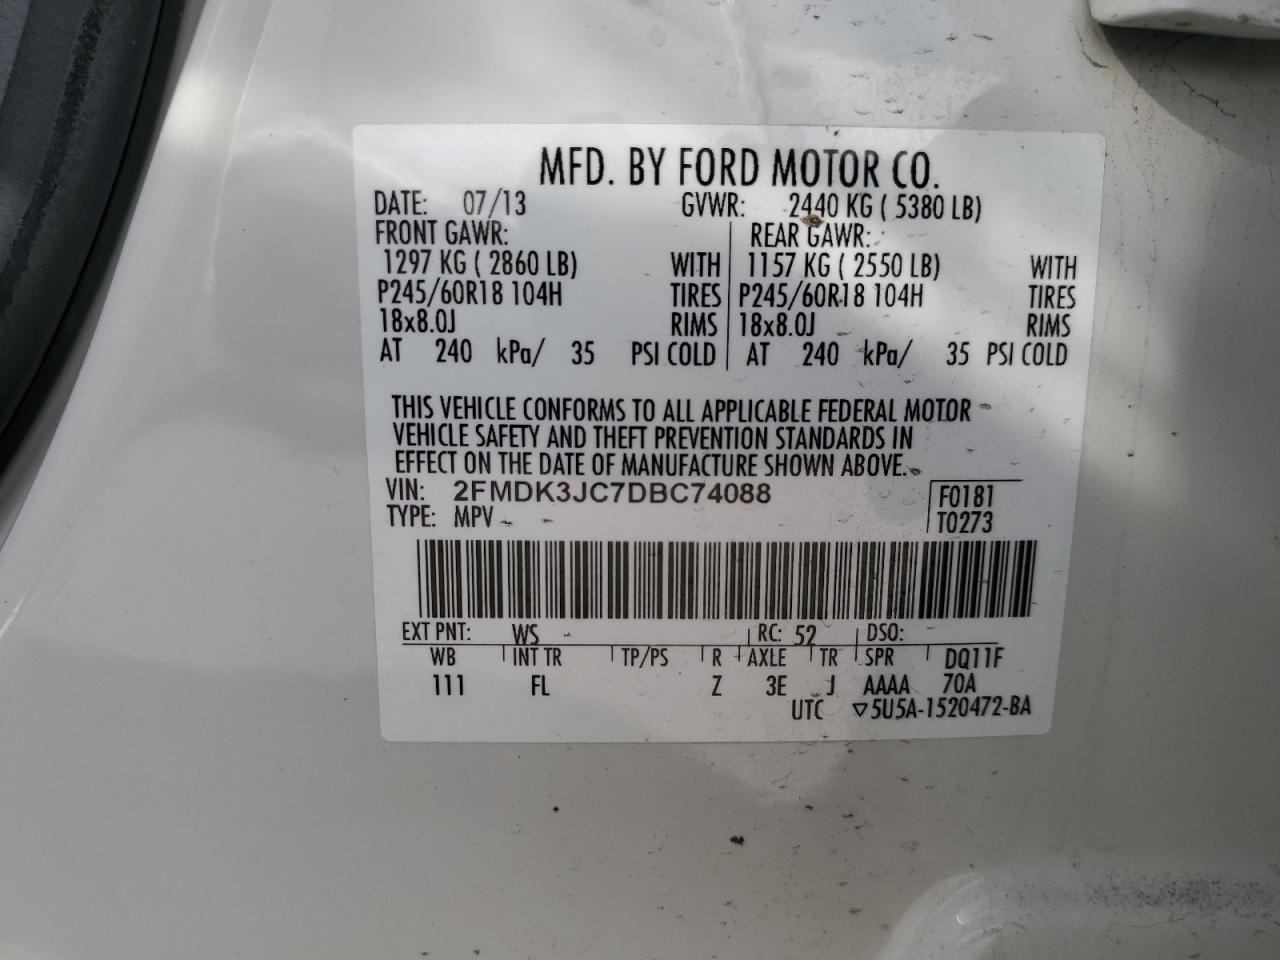 MFD. BY FORD MOTOR CO.
DATE: 07/13 GVWR: 2440 KG ( 5380 LB)
FRONT GAWR: REAR GAWR:
1297 KG ( 2860 LB) WITH 1157 KG ( 2550 LB) WITH
P245/60R18 104H TIRES P245/60R18 104H TIRES
18x8.0J RIMS 18x8.0J RIMS
AT 240 kPa/ 35 PSI COLD AT 240 kPa/ 35 PSI COLD
THIS VEHICLE CONFORMS TO ALL APPLICABLE FEDERAL MOTOR
VEHICLE SAFETY AND THEFT PREVENTION STANDARDS IN
EFFECT ON THE DATE OF MANUFACTURE SHOWN ABOVE.
VIN: 2FMDK3JC7DBC74088 F0181
TYPE: MPV T0273
EXT PNT: WS RC: 52 DSO:
WB INT TR TP/PS R AXLE TR SPR DQ11F
111 FL Z 3E J AAAA 70A
UTC ▽5U5A-1520472-BA